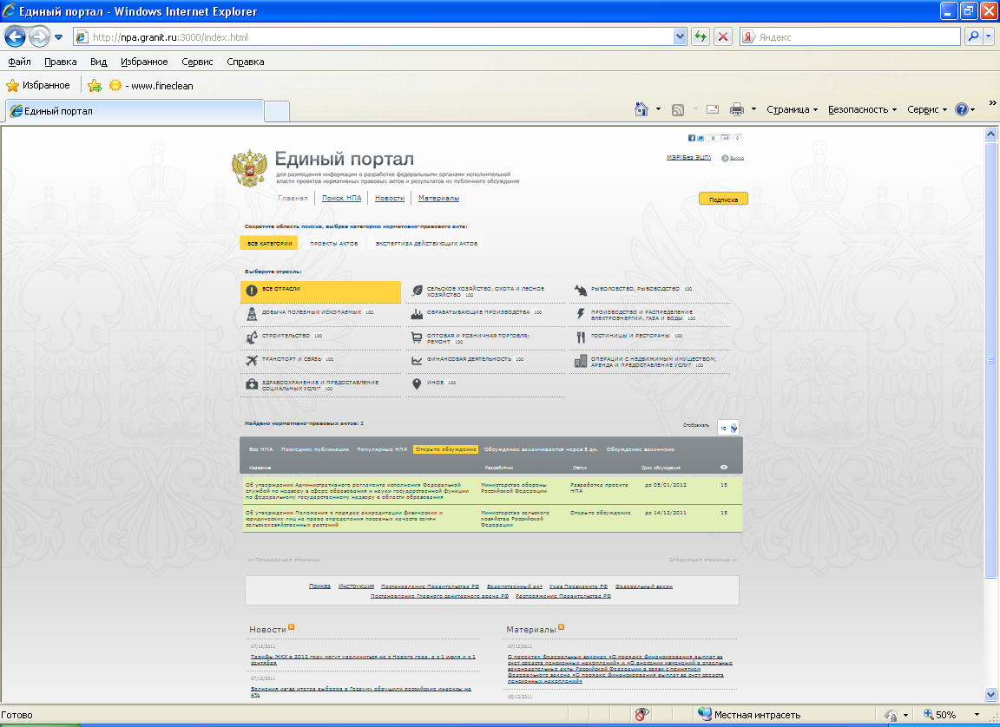 Единый портал - Windows Internet Explorer
http://npa.granit.ru:3000/index.html
Яндекс
Файл Правка Вид Избранное Сервис Справка
Избранное - www.fineclean
Единый портал
Страница Безопасность Сервис
МЭР(Без ЭЦП) Выход
Единый портал
для размещения информации о разработке федеральными органами исполнительной
власти проектов нормативных правовых актов и результатов их публичного обсуждения
Главная Поиск НПА Новости Материалы
Подписка
Сократите область поиска, выбрав категорию нормативно-правового акта:
ВСЕ КАТЕГОРИИ ПРОЕКТЫ АКТОВ ЭКСПЕРТИЗА ДЕЙСТВУЮЩИХ АКТОВ
Выберите отрасль:
ВСЕ ОТРАСЛИ
СЕЛЬСКОЕ ХОЗЯЙСТВО, ОХОТА И ЛЕСНОЕ
ХОЗЯЙСТВО 100
РЫБОЛОВСТВО, РЫБОВОДСТВО 100
ДОБЫЧА ПОЛЕЗНЫХ ИСКОПАЕМЫХ 100
ОБРАБАТЫВАЮЩИЕ ПРОИЗВОДСТВА 100
ПРОИЗВОДСТВО И РАСПРЕДЕЛЕНИЕ
ЭЛЕКТРОЭНЕРГИИ, ГАЗА И ВОДЫ 100
СТРОИТЕЛЬСТВО 100
ОПТОВАЯ И РОЗНИЧНАЯ ТОРГОВЛЯ;
РЕМОНТ 100
ГОСТИНИЦЫ И РЕСТОРАНЫ 100
ТРАНСПОРТ И СВЯЗЬ 100
ФИНАНСОВАЯ ДЕЯТЕЛЬНОСТЬ 100
ОПЕРАЦИИ С НЕДВИЖИМЫМ ИМУЩЕСТВОМ,
АРЕНДА И ПРЕДОСТАВЛЕНИЕ УСЛУГ 100
ЗДРАВООХРАНЕНИЕ И ПРЕДОСТАВЛЕНИЕ
СОЦИАЛЬНЫХ УСЛУГ 100
ИНОЕ 100
Найдено нормативно-правовых актов: 2
Отображать 10
Все НПА Последние публикации Популярные НПА Открыто обсуждение Обсуждение заканчивается через 5 дн. Обсуждение закончено
Название Разработчик Статус Срок обсуждения
Об утверждении Административного регламента исполнения Федеральной
службой по надзору в сфере образования и науки государственной функции
по Федеральному государственному надзору в области образования
Министерство обороны
Российской Федерации
Разработка проекта
НПА
до 05/01/2012
15
Об утверждении Положения о порядке аккредитации физических и
юридических лиц на право определения посевных качеств семян
сельскохозяйственных растений
Министерство сельского
хозяйства Российской
Федерации
Открыто обсуждение
до 14/12/2011
15
← Предыдущая страница Следующая страница →
Приказ Инструкция Постановление Правительства РФ Ведомственный акт Указ Президента РФ Федеральный закон
Постановление Главного санитарного врача РФ Распоряжение Правительства РФ
Новости
07/12/2011
Тарифы ЖКХ в 2012 году могут увеличиться не с Нового года, а с 1 июля и с 1
сентября
07/12/2011
Волнения из-за итогов выборов в Госдуму обрушили российские индексы на
4%
Материалы
07/12/2011
О проектах Федеральных законах «О порядке Финансирования выплат за
счет средств пенсионных накоплений» и «О внесении изменений в отдельные
законодательные акты Российской Федерации в связи с принятием
Федерального закона «О порядке Финансирования выплат за счет средств
пенсионных накоплений»
05/12/2011
Готово
Местная интрасеть
50%